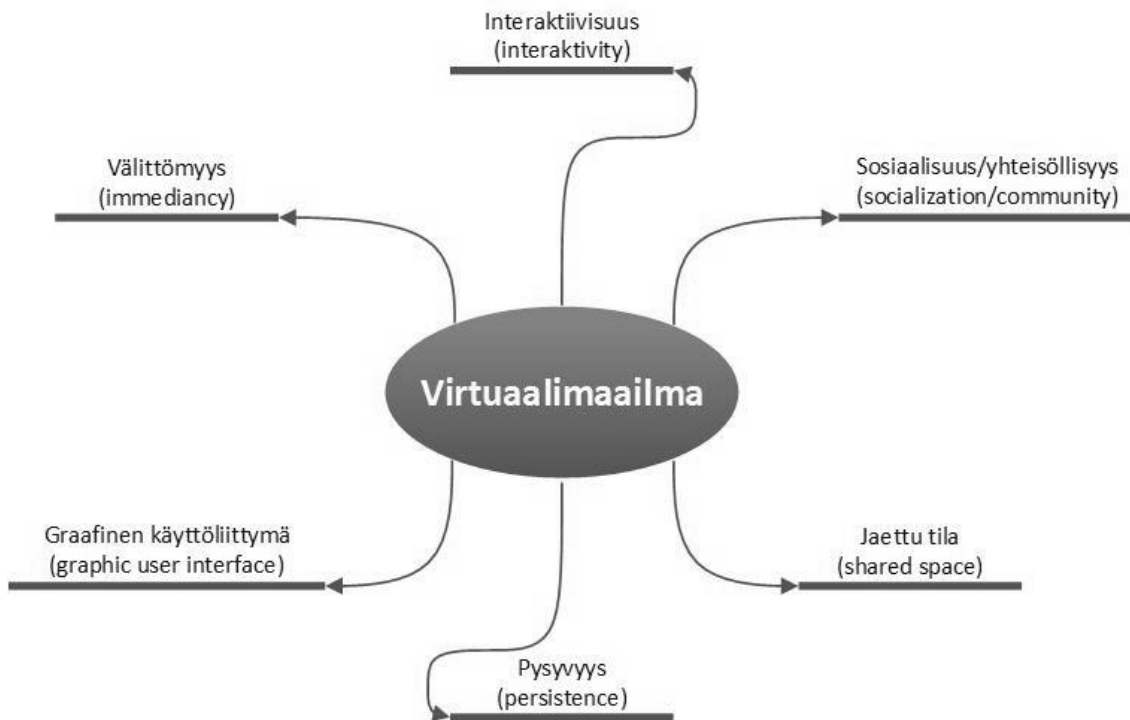 Interaktiivisuus
(interaktivity)
Välittömyys
(immediancy)
Sosiaalisuus/yhteisöllisyys
(socialization/community)
Virtuaalimaailma
Graafinen käyttöliittymä
(graphic user interface)
Jaettu tila
(shared space)
Pysyvyys
(persistence)